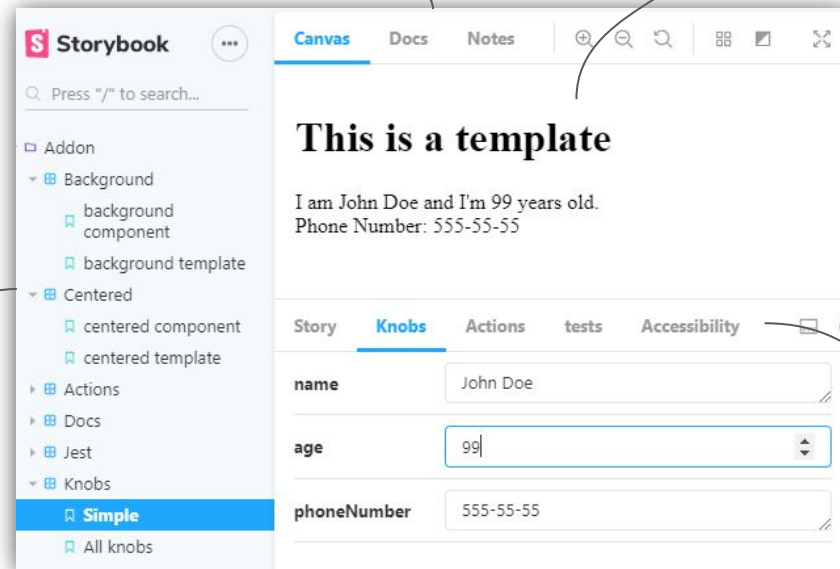 Storybook
Press "/" to search...
Addon
Background
background
component
background template
Centered
centered component
centered template
Actions
Docs
Jest
Knobs
Simple
All knobs
Canvas Docs Notes
This is a template
I am John Doe and I'm 99 years old.
Phone Number: 555-55-55
Story Knobs Actions tests Accessibility
name John Doe
age 99
phoneNumber 555-55-55